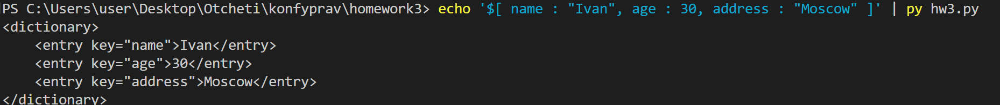 PS C:\Users\user\Desktop\Otcheti\konfyprav\homework3> echo '$[ name : "Ivan", age : 30, address : "Moscow" ]' | py hw3.py
<dictionary>
    <entry key="name">Ivan</entry>
    <entry key="age">30</entry>
    <entry key="address">Moscow</entry>
</dictionary>